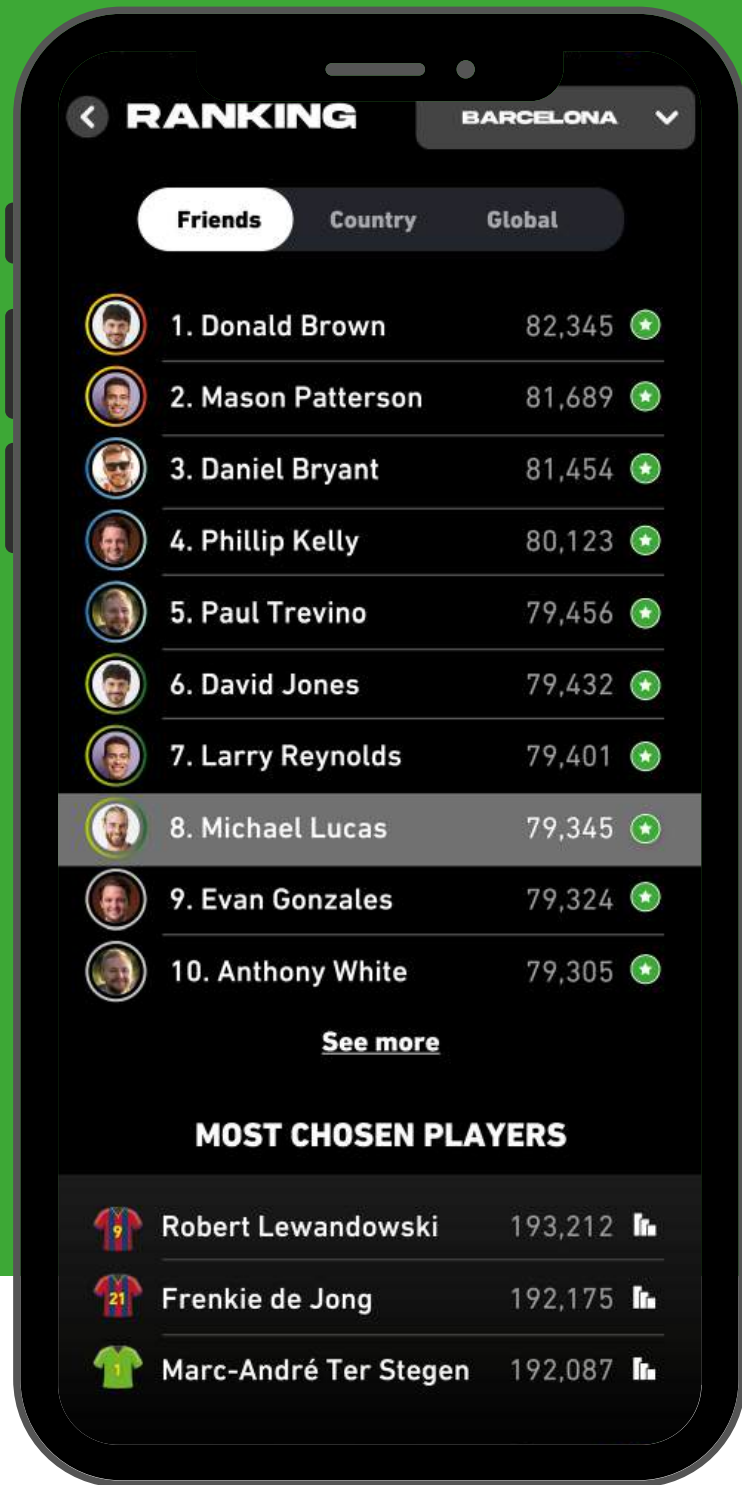 RANKING
BARCELONA
Friends Country Global
1. Donald Brown 82,345
2. Mason Patterson 81,689
3. Daniel Bryant 81,454
4. Phillip Kelly 80,123
5. Paul Trevino 79,456
6. David Jones 79,432
7. Larry Reynolds 79,401
8. Michael Lucas 79,345
9. Evan Gonzales 79,324
10. Anthony White 79,305
See more
MOST CHOSEN PLAYERS
9 Robert Lewandowski 193,212
21 Frenkie de Jong 192,175
1 Marc-André Ter Stegen 192,087